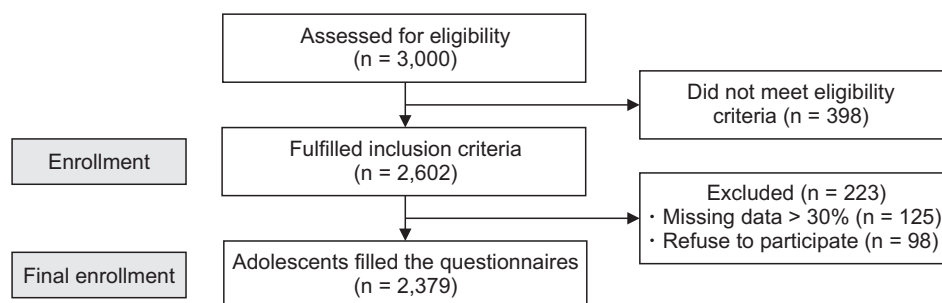 Assessed for eligibility
(n = 3,000)
Did not meet eligibility
criteria (n = 398)
Enrollment
Fulfilled inclusion criteria
(n = 2,602)
Excluded (n = 223)
· Missing data > 30% (n = 125)
· Refuse to participate (n = 98)
Final enrollment
Adolescents filled the questionnaires
(n = 2,379)